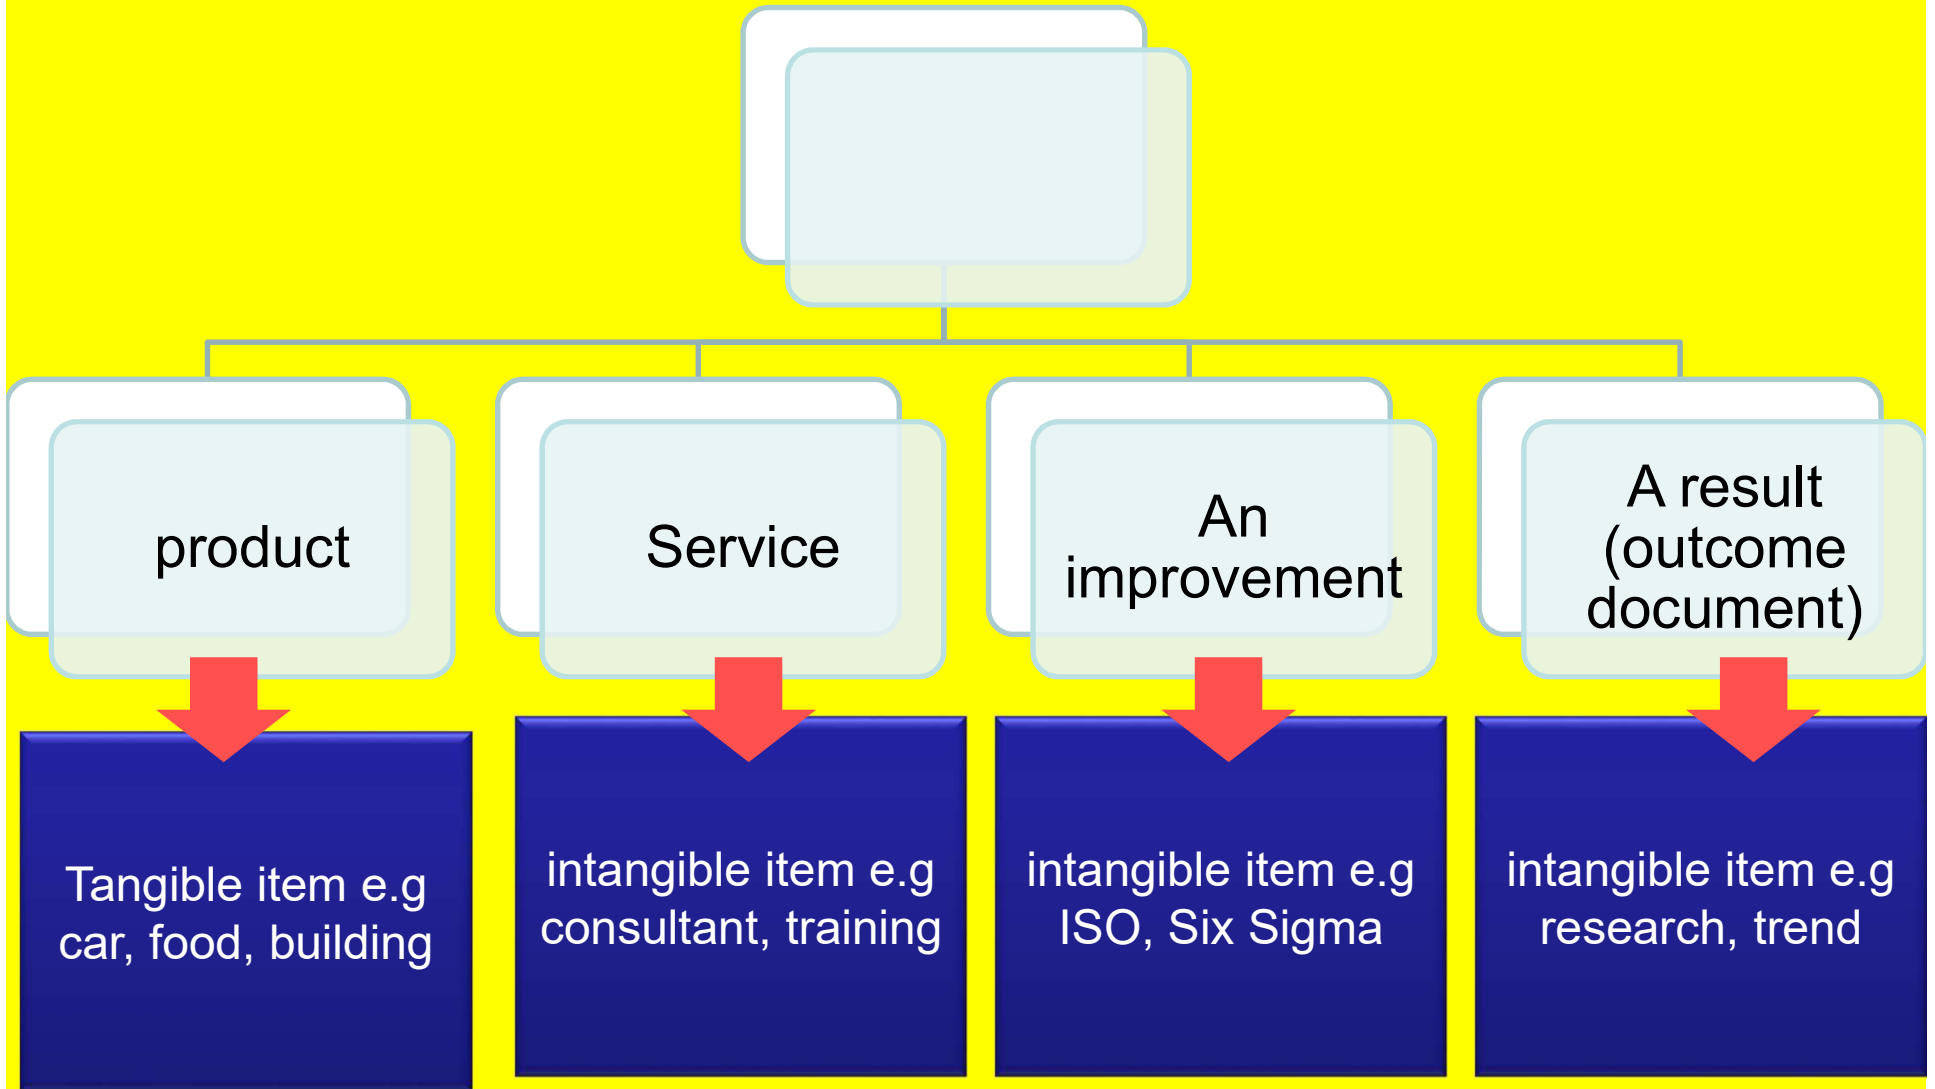 product
Service
An
improvement
A result
(outcome
document)
Tangible item e.g
car, food, building
intangible item e.g
consultant, training
intangible item e.g
ISO, Six Sigma
intangible item e.g
research, trend